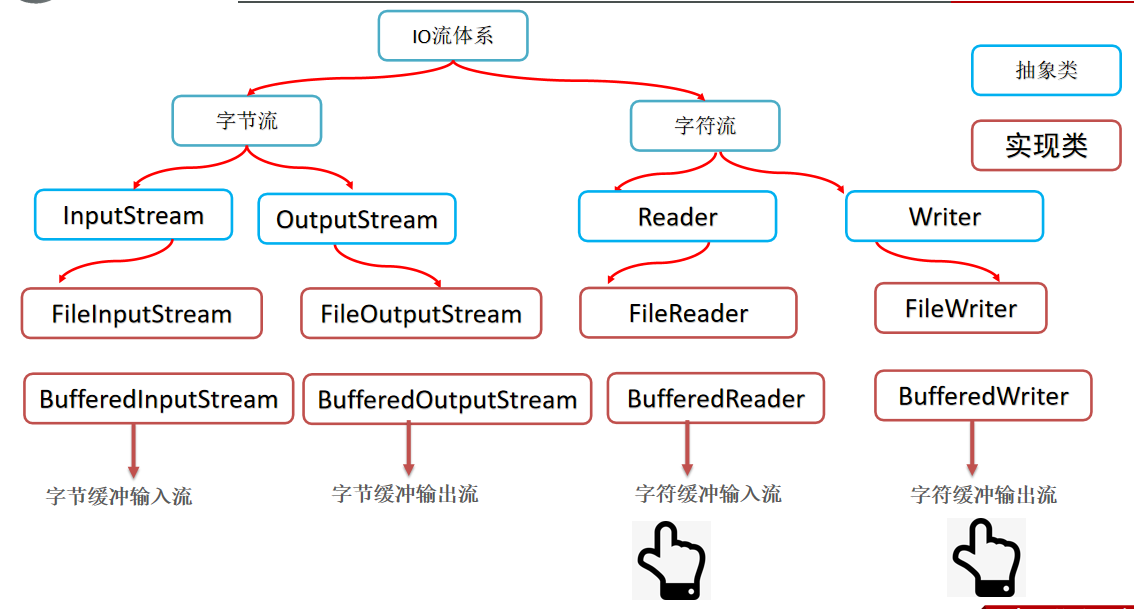 IO流体系
抽象类
字节流
字符流
实现类
InputStream
OutputStream
Reader
Writer
FileInputStream
FileOutputStream
FileReader
FileWriter
BufferedInputStream
BufferedOutputStream
BufferedReader
BufferedWriter
字节缓冲输入流
字节缓冲输出流
字符缓冲输入流
字符缓冲输出流